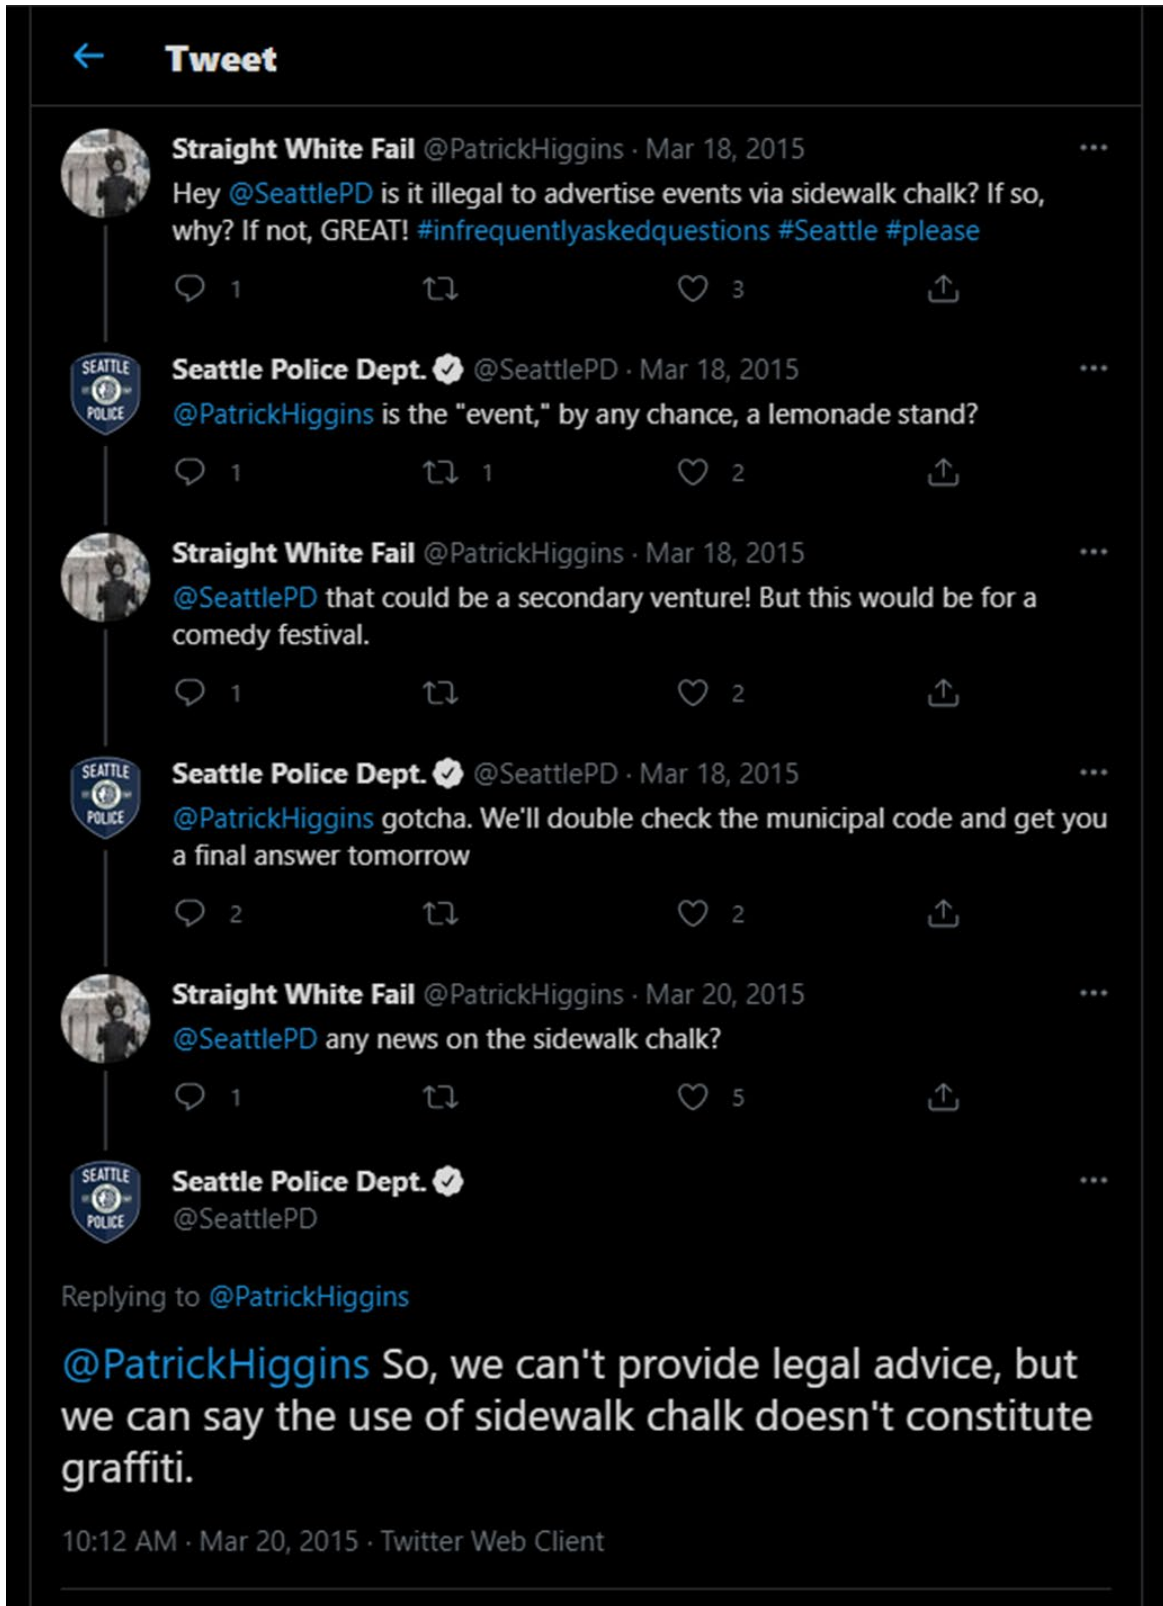 Tweet
Straight White Fail @PatrickHiggins · Mar 18, 2015
Hey @SeattlePD is it illegal to advertise events via sidewalk chalk? If so,
why? If not, GREAT! #infrequentlyaskedquestions #Seattle #please
1 3
SEATTLE
POLICE
Seattle Police Dept. @SeattlePD · Mar 18, 2015
@PatrickHiggins is the "event," by any chance, a lemonade stand?
1 1 2
Straight White Fail @PatrickHiggins · Mar 18, 2015
@SeattlePD that could be a secondary venture! But this would be for a
comedy festival.
1 2
SEATTLE
POLICE
Seattle Police Dept. @SeattlePD · Mar 18, 2015
@PatrickHiggins gotcha. We'll double check the municipal code and get you
a final answer tomorrow
2 2
Straight White Fail @PatrickHiggins · Mar 20, 2015
@SeattlePD any news on the sidewalk chalk?
1 5
SEATTLE
POLICE
Seattle Police Dept.
@SeattlePD
Replying to @PatrickHiggins
@PatrickHiggins So, we can't provide legal advice, but
we can say the use of sidewalk chalk doesn't constitute
graffiti.
10:12 AM · Mar 20, 2015 · Twitter Web Client